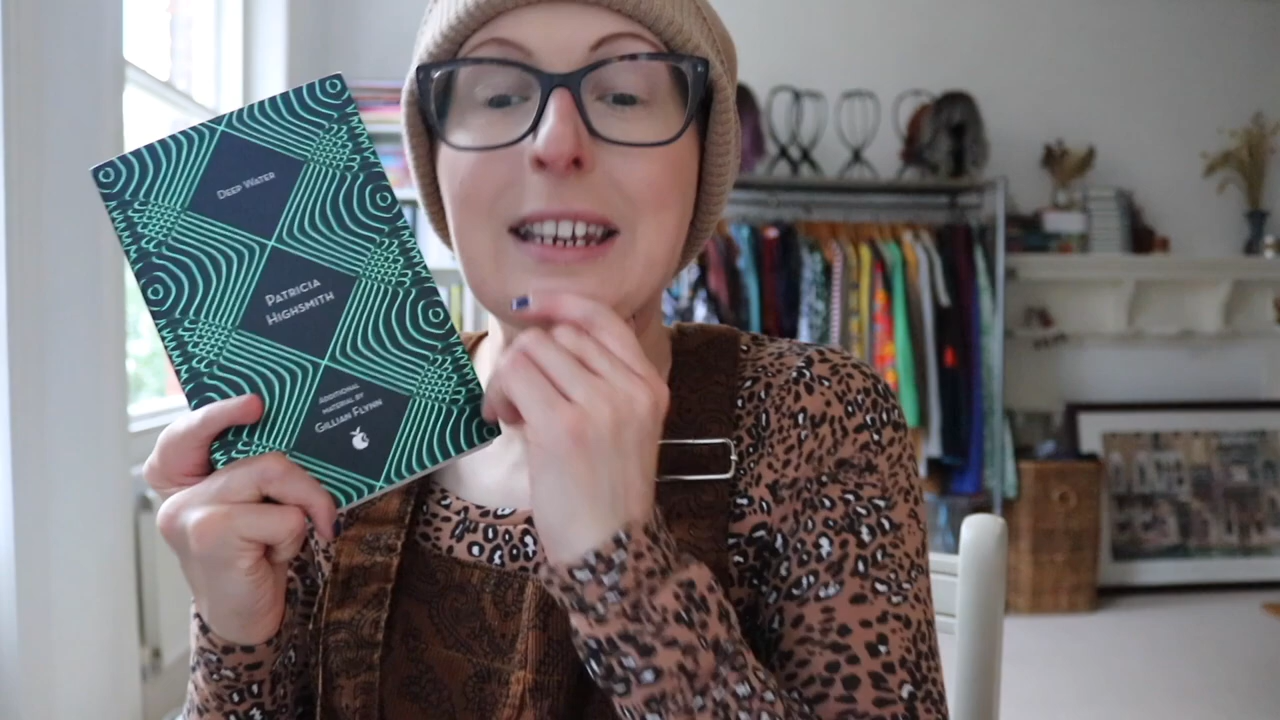 DEEP WATER
PATRICIA
HIGHSMITH
ADDITIONAL
MATERIAL BY
GILLIAN FLYNN